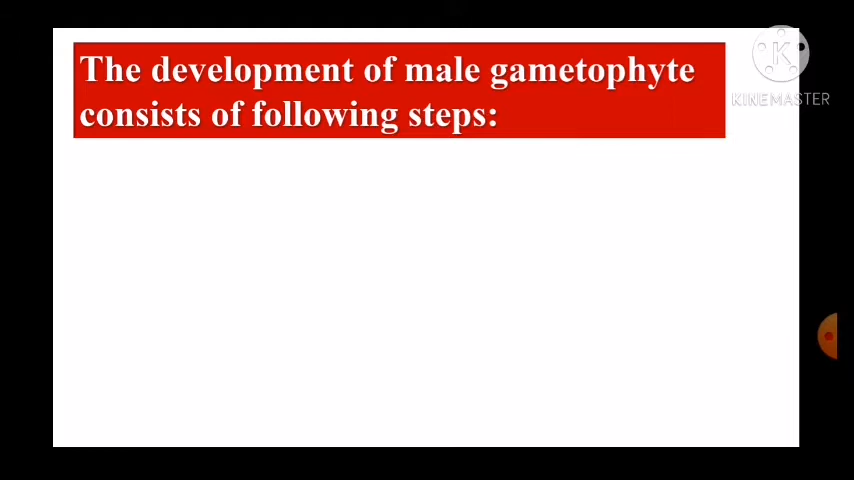 The development of male gametophyte
consists of following steps:
K
KINEMASTER